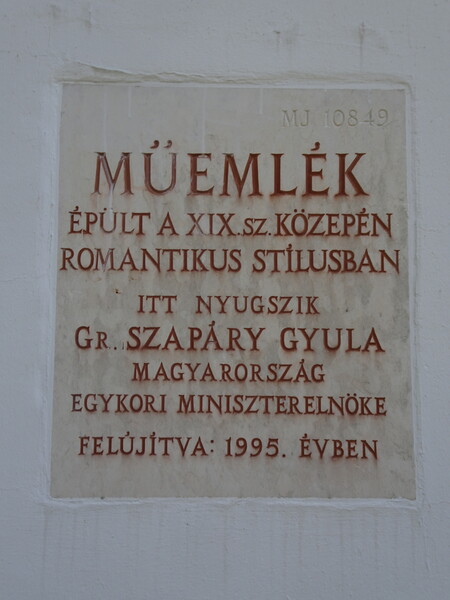 MJ 10849
MŰEMLÉK
ÉPÜLT A XIX. SZ. KÖZEPÉN
ROMANTIKUS STÍLUSBAN
ITT NYUGSZIK
GR. SZAPÁRY GYULA
MAGYARORSZÁG
EGYKORI MINISZTERELNÖKE
FELÚJÍTVA: 1995. ÉVBEN